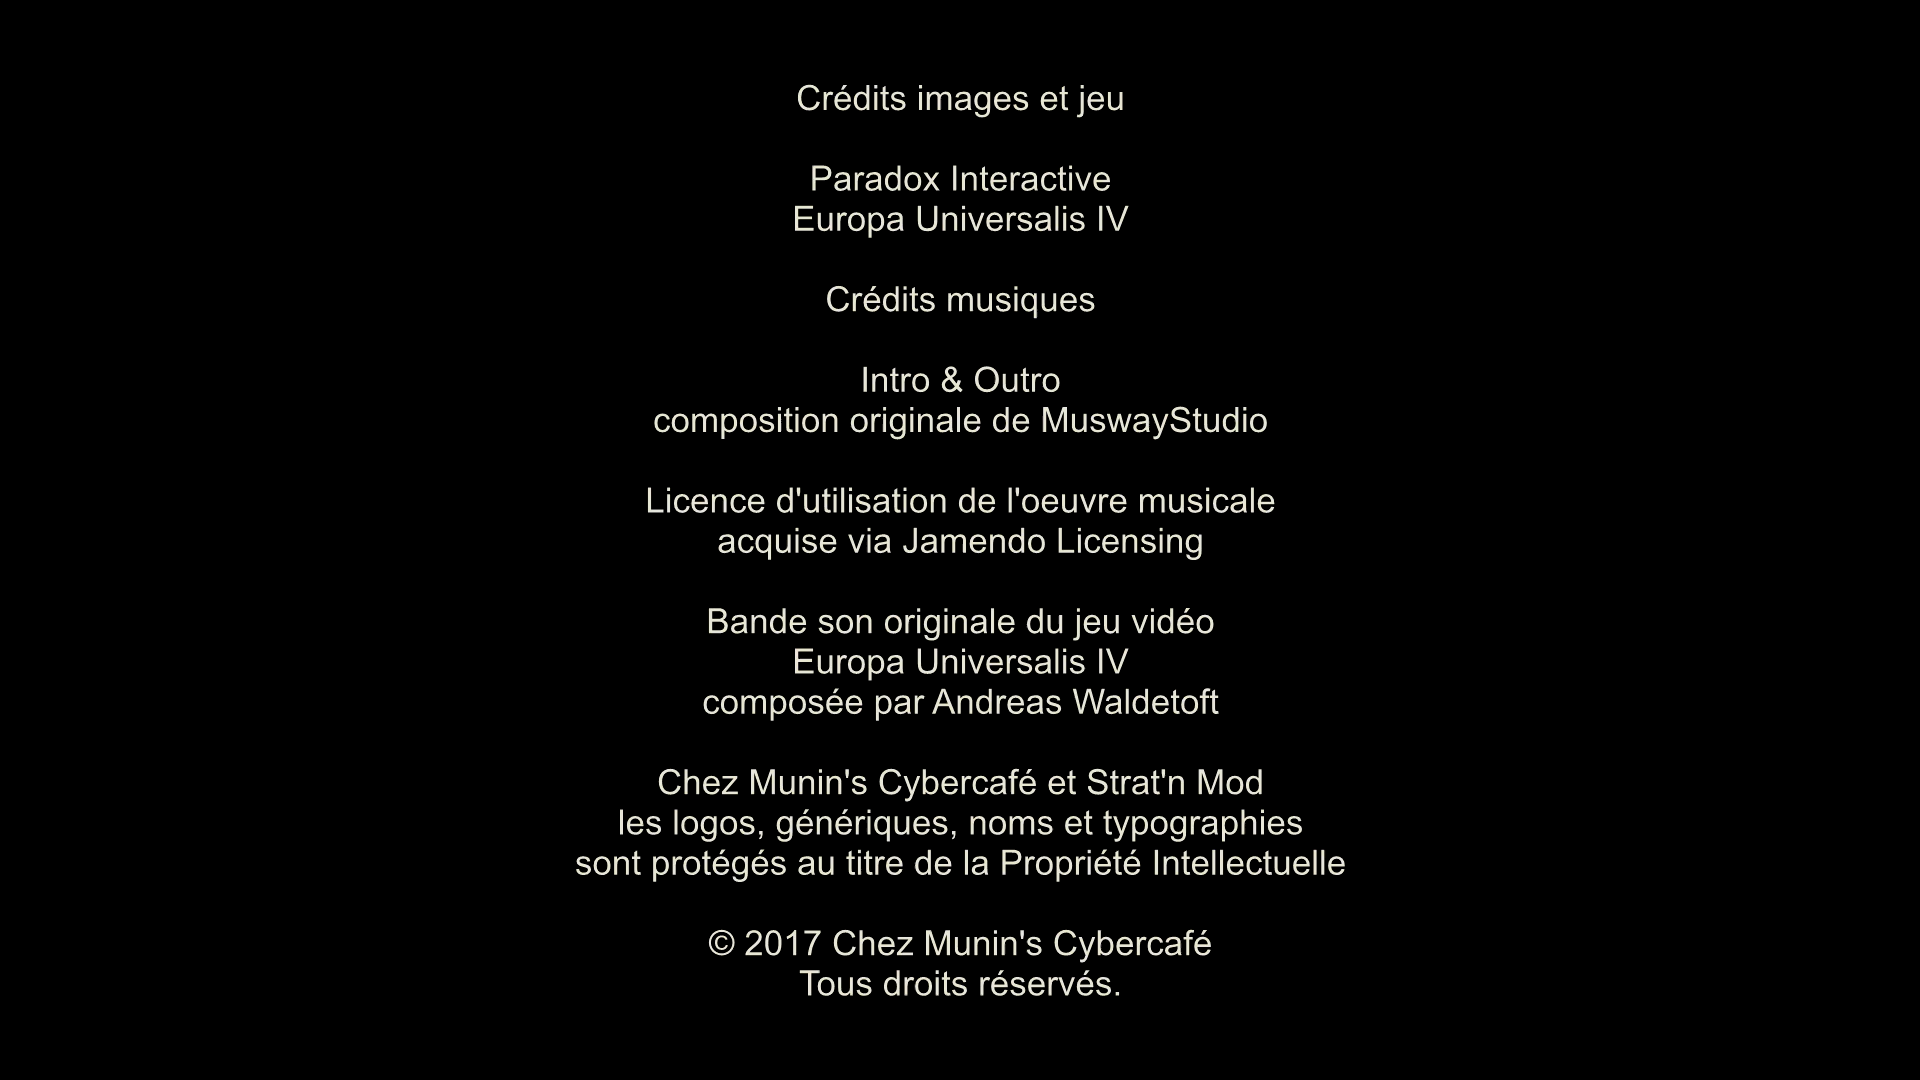 Crédits images et jeu
Paradox Interactive
Europa Universalis IV
Crédits musiques
Intro & Outro
composition originale de MuswayStudio
Licence d'utilisation de l'oeuvre musicale
acquise via Jamendo Licensing
Bande son originale du jeu vidéo
Europa Universalis IV
composée par Andreas Waldetoft
Chez Munin's Cybercafé et Strat'n Mod
les logos, génériques, noms et typographies
sont protégés au titre de la Propriété Intellectuelle
© 2017 Chez Munin's Cybercafé
Tous droits réservés.